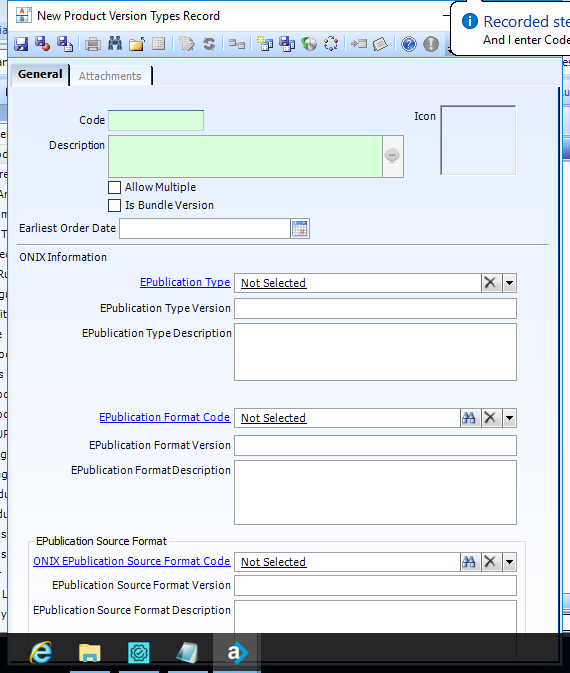 New Product Version Types Record
Recorded ste
And I enter Code
General
Attachments
Code
Icon
Description
Allow Multiple
Is Bundle Version
Earliest Order Date
ONIX Information
EPublication Type Not Selected
EPublication Type Version
EPublication Type Description
EPublication Format Code Not Selected
EPublication Format Version
EPublication Format Description
EPublication Source Format
ONIX EPublication Source Format Code Not Selected
EPublication Source Format Version
EPublication Source Format Description